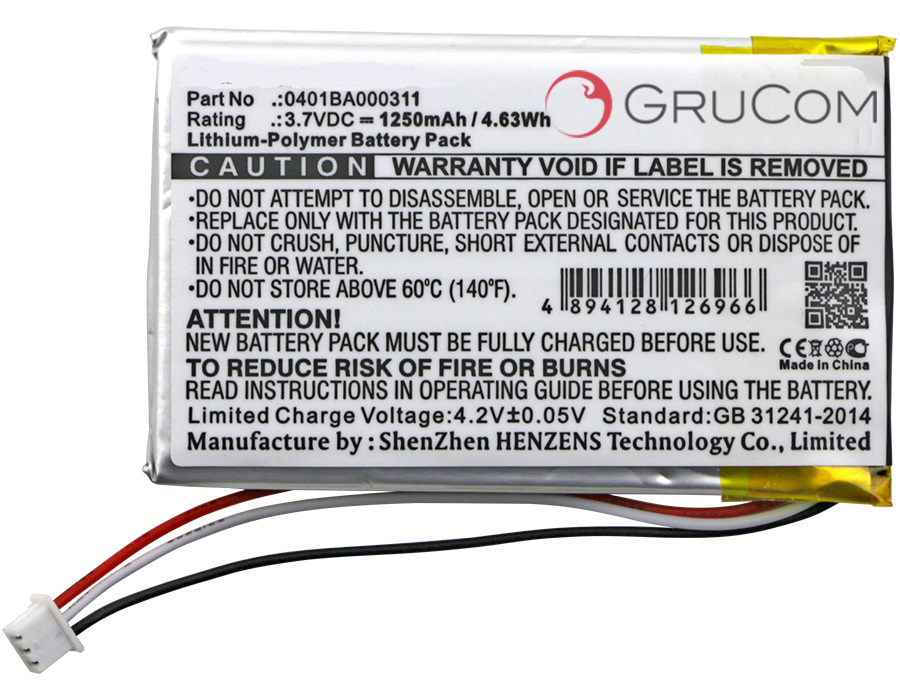 GRUCOM
Part No .:0401BA000311
Rating .:3.7VDC ⎓ 1250mAh / 4.63Wh
Lithium-Polymer Battery Pack
CAUTION WARRANTY VOID IF LABEL IS REMOVED
•DO NOT ATTEMPT TO DISASSEMBLE, OPEN OR SERVICE THE BATTERY PACK.
•REPLACE ONLY WITH THE BATTERY PACK DESIGNATED FOR THIS PRODUCT.
•DO NOT CRUSH, PUNCTURE, SHORT EXTERNAL CONTACTS OR DISPOSE OF
IN FIRE OR WATER.
•DO NOT STORE ABOVE 60°C (140°F).
4 894128 126966
ATTENTION!
NEW BATTERY PACK MUST BE FULLY CHARGED BEFORE USE.
CE
Made In China
TO REDUCE RISK OF FIRE OR BURNS
READ INSTRUCTIONS IN OPERATING GUIDE BEFORE USING THE BATTERY.
Limited Charge Voltage:4.2V±0.05V Standard:GB 31241-2014
Manufacture by : ShenZhen HENZENS Technology Co., Limited